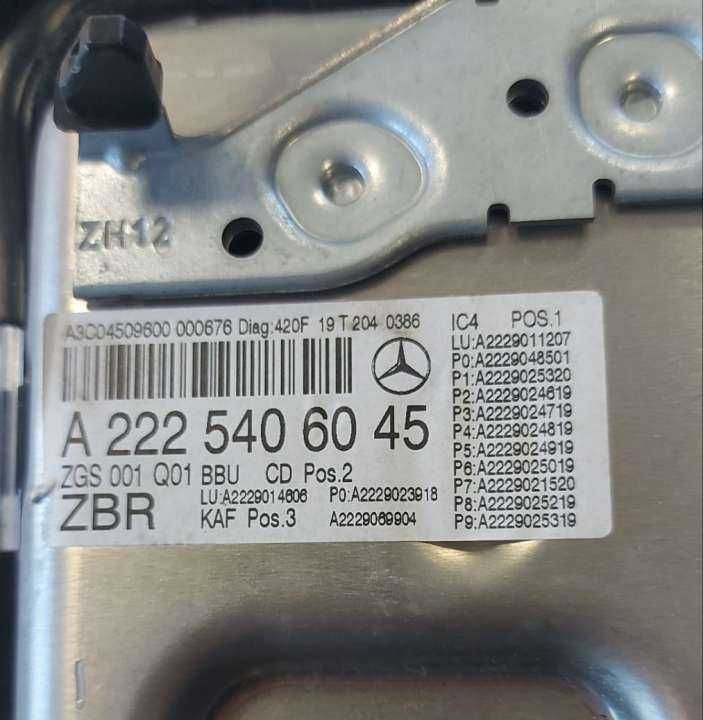 ZH12
A3C04509600 000676 Diag:420F 19 T 204 0386
A 222 540 60 45
ZGS 001 Q01 BBU CD Pos.2
ZBR LU:A2229014606 P0:A2229023918
KAF Pos.3 A2229069904
IC4 POS.1
LU:A2229011207
P0:A2229048501
P1:A2229025320
P2:A2229024619
P3:A2229024719
P4:A2229024819
P5:A2229024919
P6:A2229025019
P7:A2229021520
P8:A2229025219
P9:A2229025319